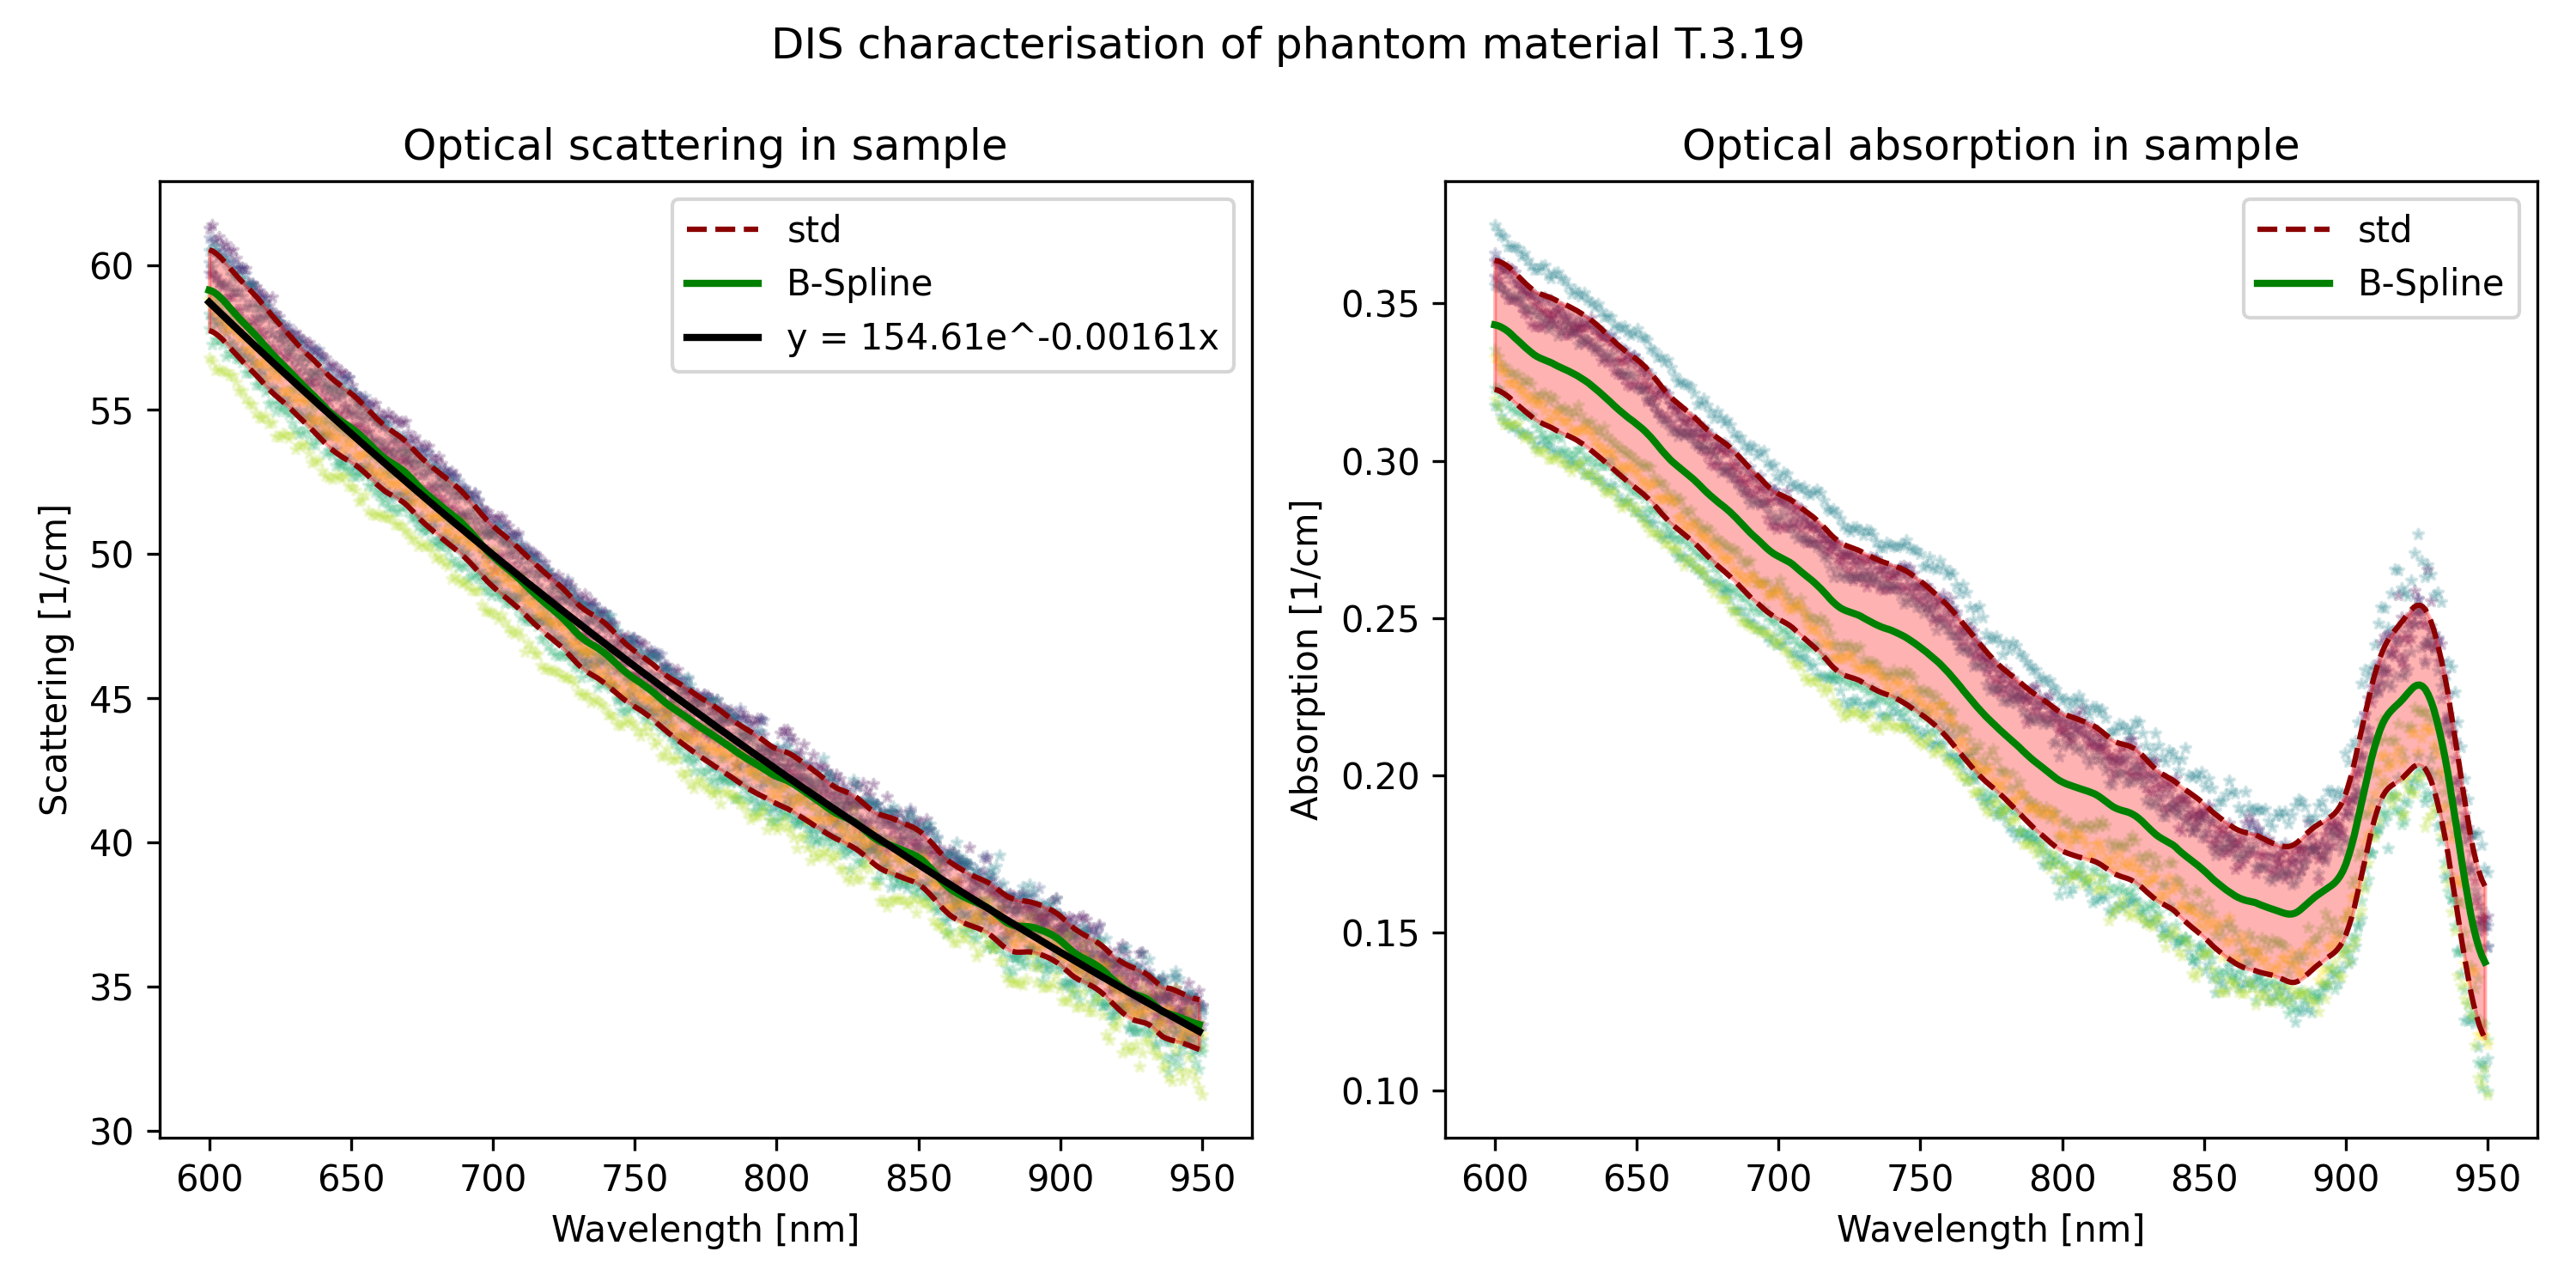 DIS characterisation of phantom material T.3.19
Optical scattering in sample
std
B-Spline
y = 154.61e^-0.00161x
60
55
50
45
40
35
30
Scattering [1/cm]
600 650 700 750 800 850 900 950
Wavelength [nm]
Optical absorption in sample
std
B-Spline
0.35
0.30
0.25
0.20
0.15
0.10
Absorption [1/cm]
600 650 700 750 800 850 900 950
Wavelength [nm]